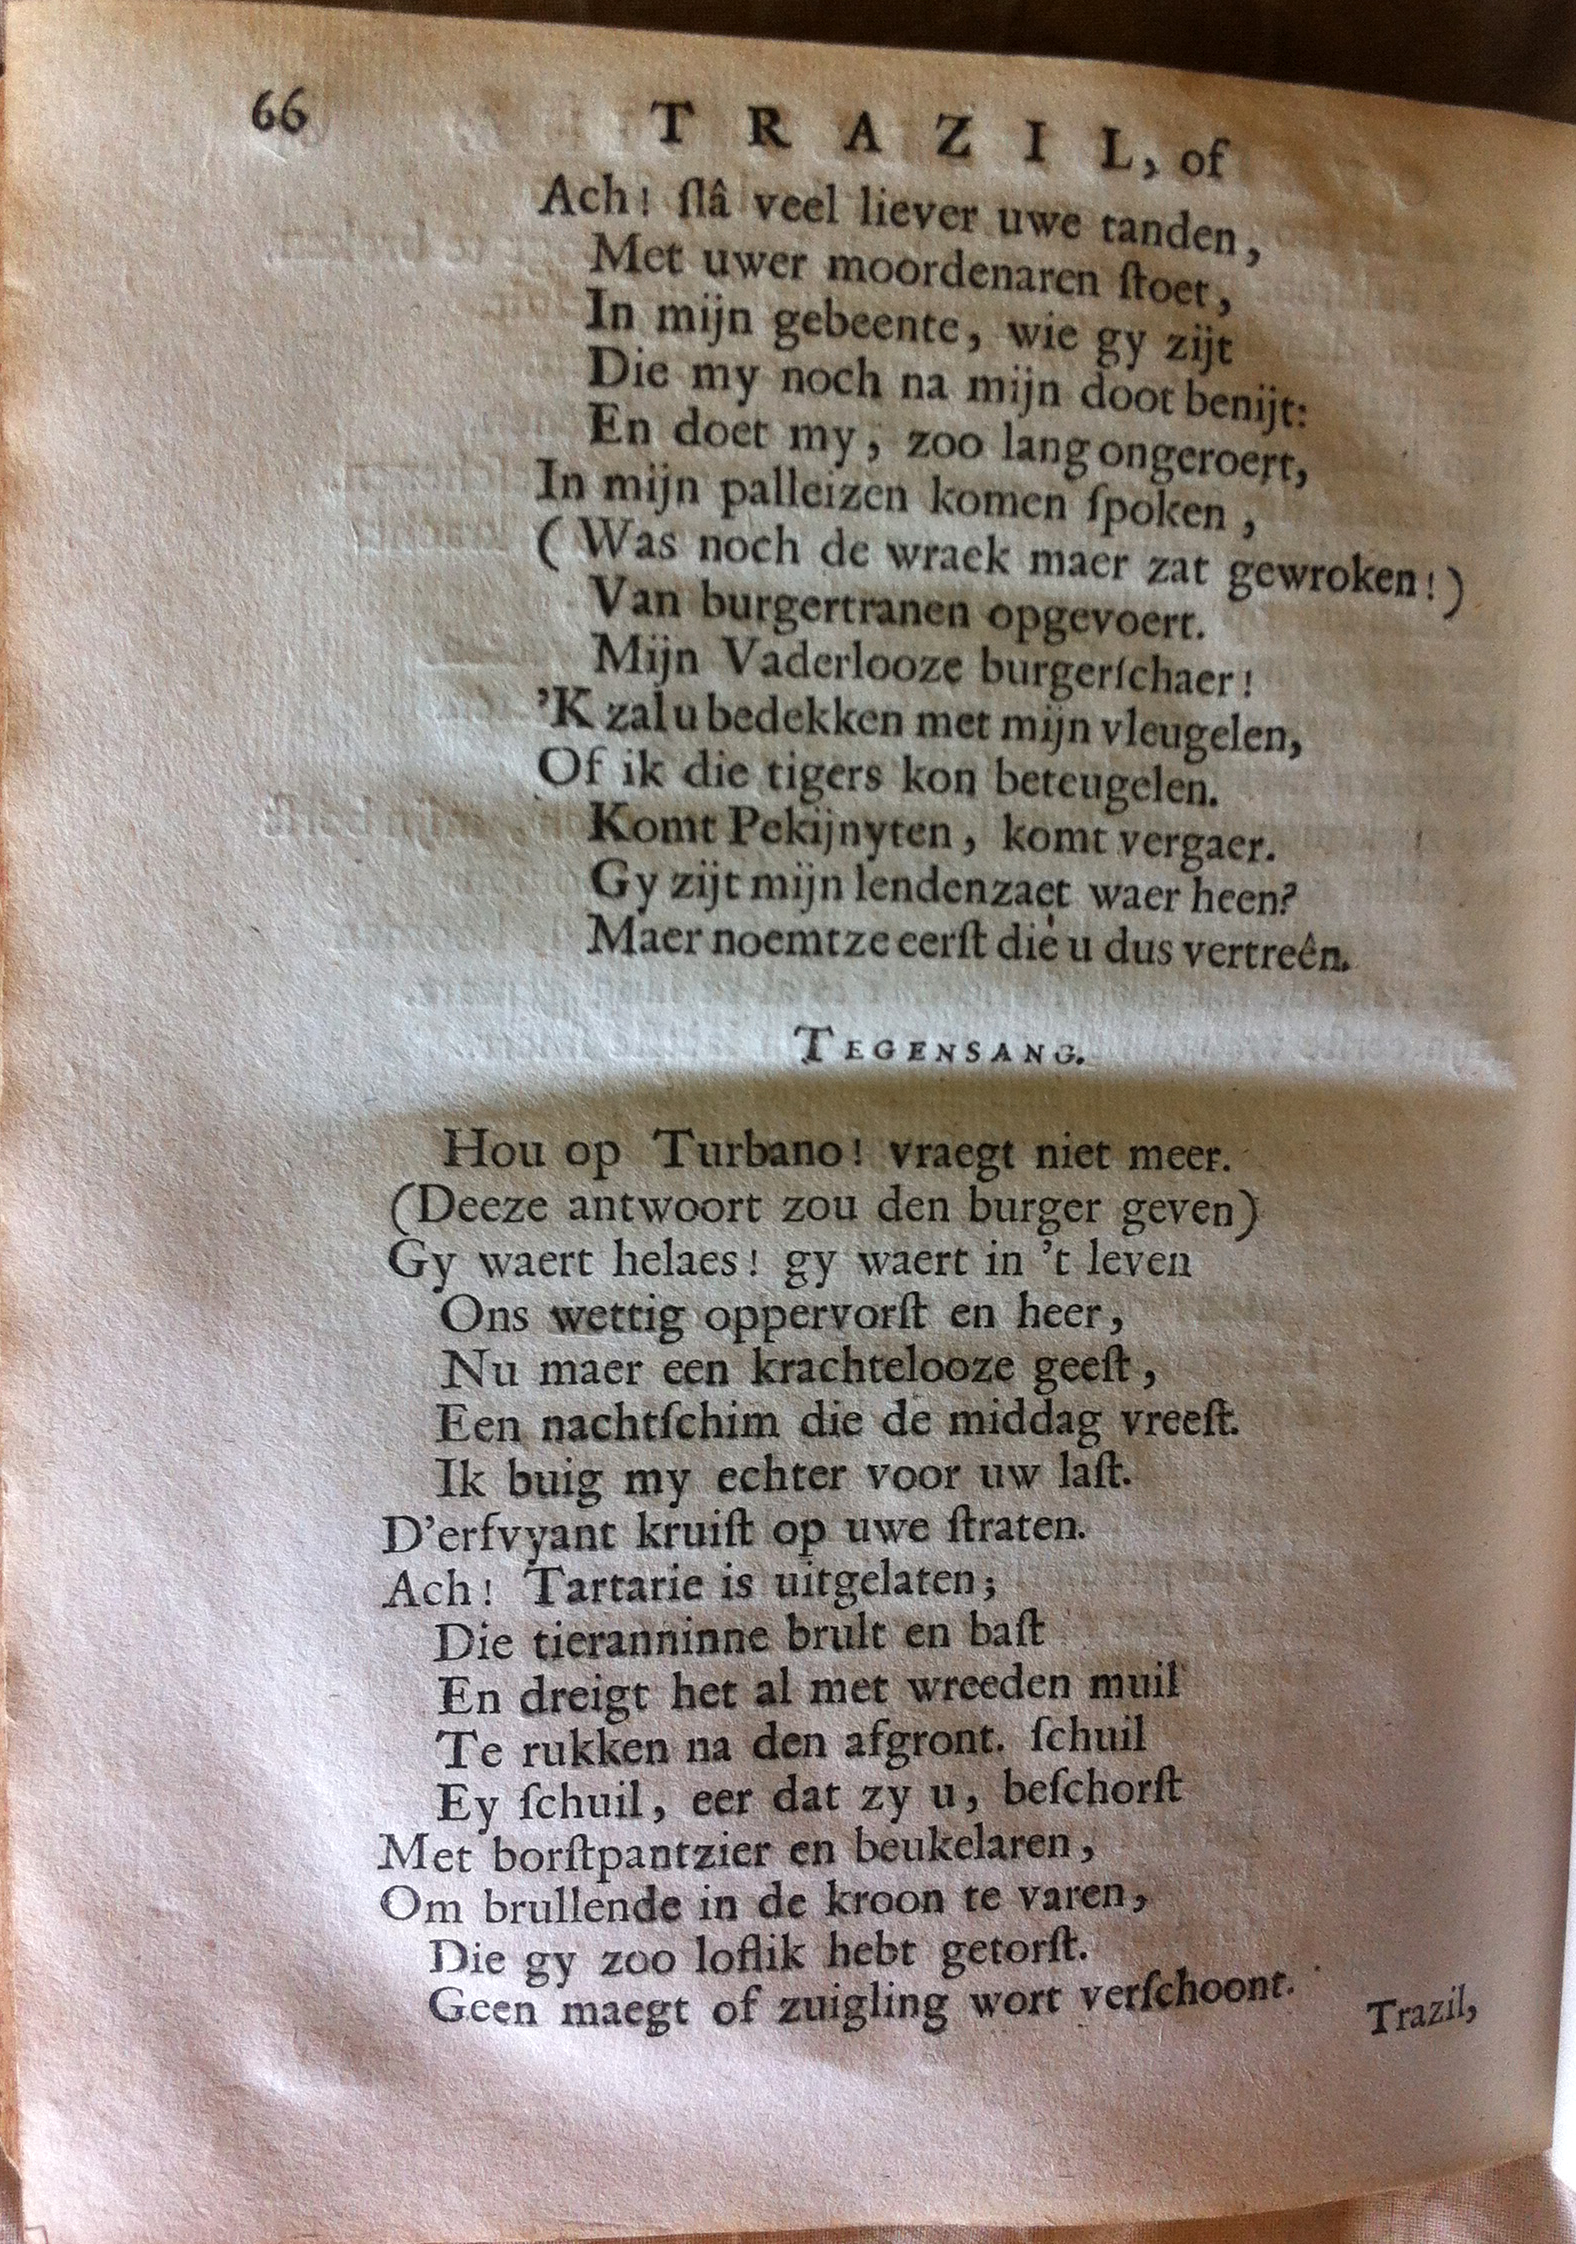 66 TRAZIL, of
Ach! ſlâ veel liever uwe tanden,
Met uwer moordenaren ſtoet,
In mijn gebeente, wie gy zijt
Die my noch na mijn doot benijt:
En doet my, zoo lang ongeroert,
In mijn palleizen komen ſpoken,
(Was noch de wraek maer zat gewroken!)
Van burgertranen opgevoert.
Mijn Vaderlooze burgerſchaer!
'K zal u bedekken met mijn vleugelen,
Of ik die tigers kon beteugelen.
Komt Pekijnyten, komt vergaer.
Gy zijt mijn lendenzaet waer heen?
Maer noemtze eerſt die u dus vertreên.
TEGENSANG.
Hou op Turbano! vraegt niet meer.
(Deeze antwoort zou den burger geven)
Gy waert helaes! gy waert in 't leven
Ons wettig oppervorſt en heer,
Nu maer een krachtelooze geeſt,
Een nachtſchim die de middag vreeſt.
Ik buig my echter voor uw laſt.
D'erfvyant kruiſt op uwe ſtraten.
Ach! Tartarie is uitgelaten;
Die tieranninne brult en baſt
En dreigt het al met wreeden muil
Te rukken na den afgront. ſchuil
Ey ſchuil, eer dat zy u, beſchorſt
Met borſtpantzier en beukelaren,
Om brullende in de kroon te varen,
Die gy zoo loflik hebt getorſt.
Geen maegt of zuigling wort verſchoont.
Trazil,